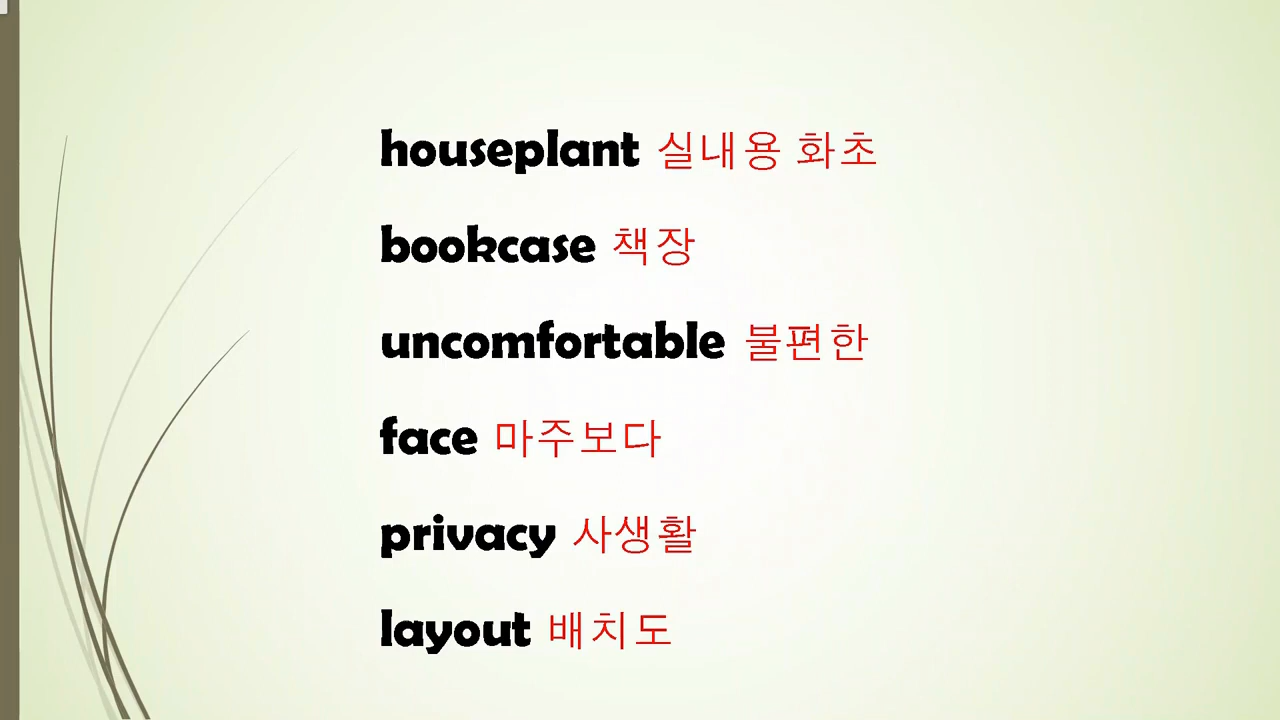 houseplant 실내용 화초
bookcase 책장
uncomfortable 불편한
face 마주보다
privacy 사생활
layout 배치도